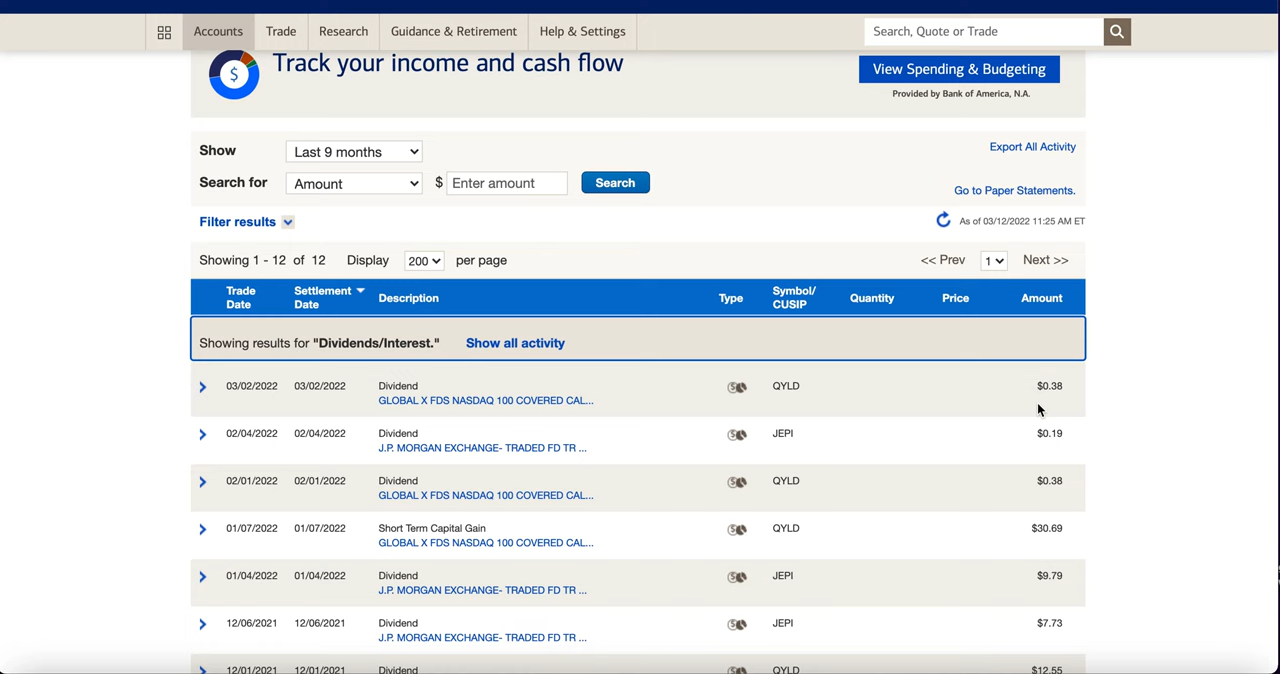 Accounts Trade Research Guidance & Retirement Help & Settings Search, Quote or Trade
Track your income and cash flow
$
View Spending & Budgeting
Provided by Bank of America, N.A.
Show Last 9 months Export All Activity
Search for Amount $ Enter amount Search
Go to Paper Statements.
Filter results As of 03/12/2022 11:25 AM ET
Showing 1 - 12 of 12 Display 200 per page << Prev 1 Next >>
Trade Date Settlement Date Description Type Symbol/ CUSIP Quantity Price Amount
Showing results for "Dividends/Interest." Show all activity
03/02/2022 03/02/2022 Dividend QYLD $0.38
GLOBAL X FDS NASDAQ 100 COVERED CAL...
02/04/2022 02/04/2022 Dividend JEPI $0.19
J.P. MORGAN EXCHANGE- TRADED FD TR ...
02/01/2022 02/01/2022 Dividend QYLD $0.38
GLOBAL X FDS NASDAQ 100 COVERED CAL...
01/07/2022 01/07/2022 Short Term Capital Gain QYLD $30.69
GLOBAL X FDS NASDAQ 100 COVERED CAL...
01/04/2022 01/04/2022 Dividend JEPI $9.79
J.P. MORGAN EXCHANGE- TRADED FD TR ...
12/06/2021 12/06/2021 Dividend JEPI $7.73
J.P. MORGAN EXCHANGE- TRADED FD TR ...
12/01/2021 12/01/2021 Dividend QYLD $12.55